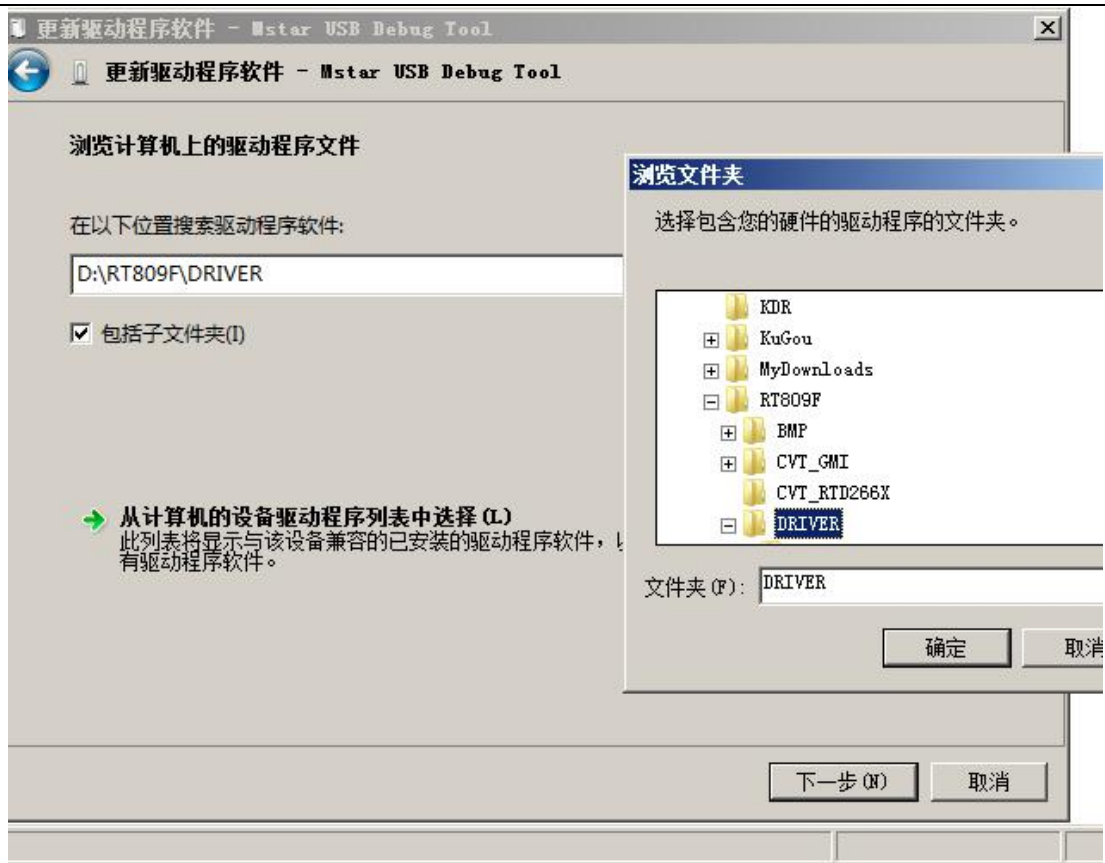 更新驱动程序软件 - Mstar USB Debug Tool
更新驱动程序软件 - Mstar USB Debug Tool
浏览计算机上的驱动程序文件
在以下位置搜索驱动程序软件:
D:\RT809F\DRIVER
包括子文件夹(I)
从计算机的设备驱动程序列表中选择(L)
此列表将显示与该设备兼容的已安装的驱动程序软件，
有驱动程序软件。
下一步(N)
取消
浏览文件夹
选择包含您的硬件的驱动程序的文件夹。
KDR
KuGou
MyDownloads
RT809F
BMP
CVT_GMI
CVT_RTD266X
DRIVER
文件夹(F):
DRIVER
确定
取消